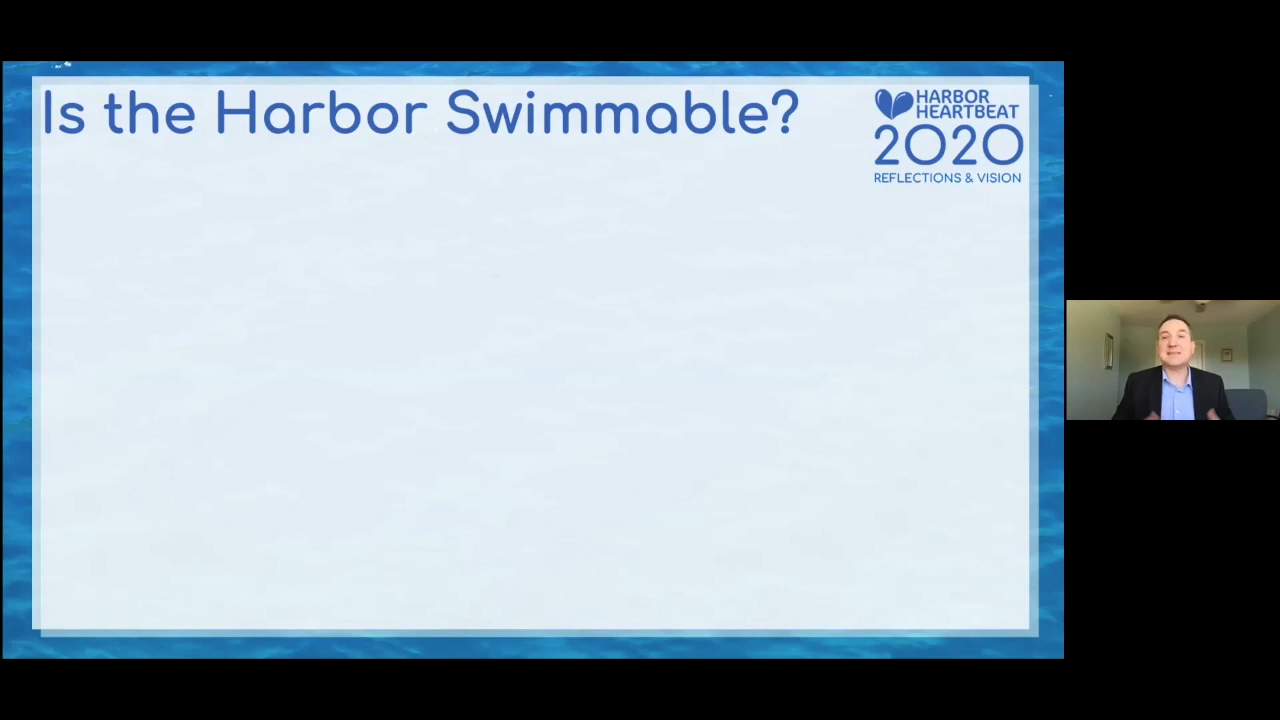 Is the Harbor Swimmable?
HARBOR
HEARTBEAT
2020
REFLECTIONS & VISION